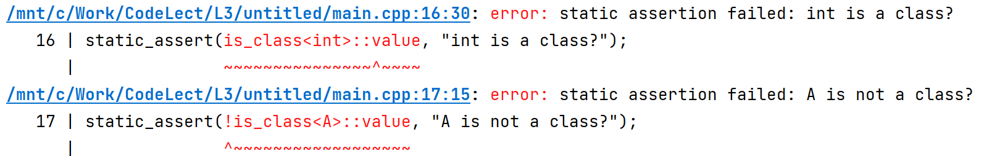 /mnt/c/Work/CodeLect/L3/untitled/main.cpp:16:30: error: static assertion failed: int is a class?
   16 | static_assert(is_class<int>::value, "int is a class?");
      |               ~~~~~~~~~~~~~~~^~~~~
/mnt/c/Work/CodeLect/L3/untitled/main.cpp:17:15: error: static assertion failed: A is not a class?
   17 | static_assert(!is_class<A>::value, "A is not a class?");
      |               ^~~~~~~~~~~~~~~~~~~